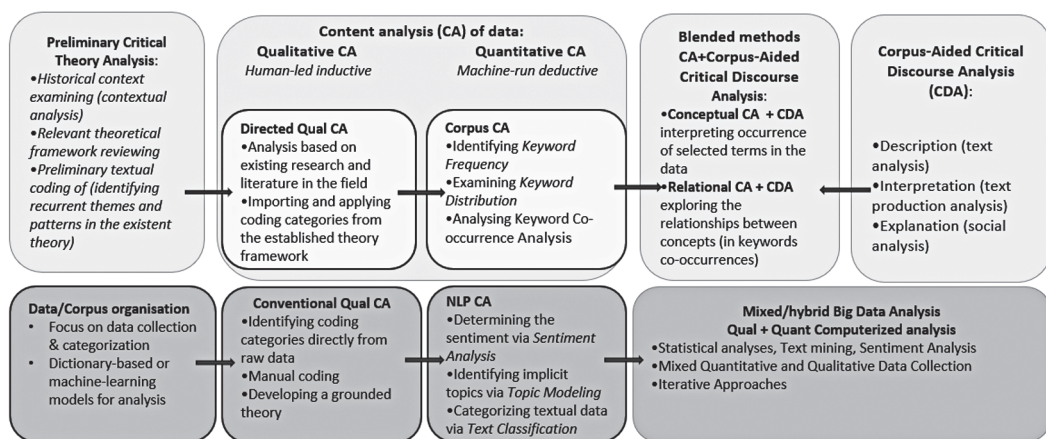 Preliminary Critical
Theory Analysis:
•Historical context
examining (contextual
analysis)
•Relevant theoretical
framework reviewing
•Preliminary textual
coding of (identifying
recurrent themes and
patterns in the existent
theory)
Content analysis (CA) of data:
Qualitative CA
Human-led inductive
Quantitative CA
Machine-run deductive
Directed Qual CA
•Analysis based on
existing research and
literature in the field
•Importing and applying
coding categories from
the established theory
framework
Corpus CA
•Identifying Keyword
Frequency
•Examining Keyword
Distribution
•Analysing Keyword Co-
occurrence Analysis
Blended methods
CA+Corpus-Aided
Critical Discourse
Analysis:
•Conceptual CA + CDA
interpreting occurrence
of selected terms in the
data
•Relational CA + CDA
exploring the
relationships between
concepts (in keywords
co-occurrences)
Corpus-Aided Critical
Discourse Analysis
(CDA):
•Description (text
analysis)
•Interpretation (text
production analysis)
•Explanation (social
analysis)
Data/Corpus organisation
• Focus on data collection
& categorization
• Dictionary-based or
machine-learning
models for analysis
Conventional Qual CA
•Identifying coding
categories directly from
raw data
•Manual coding
•Developing a grounded
theory
NLP CA
•Determining the
sentiment via Sentiment
Analysis
•Identifying implicit
topics via Topic Modeling
•Categorizing textual data
via Text Classification
Mixed/hybrid Big Data Analysis
Qual + Quant Computerized analysis
•Statistical analyses, Text mining, Sentiment Analysis
•Mixed Quantitative and Qualitative Data Collection
•Iterative Approaches